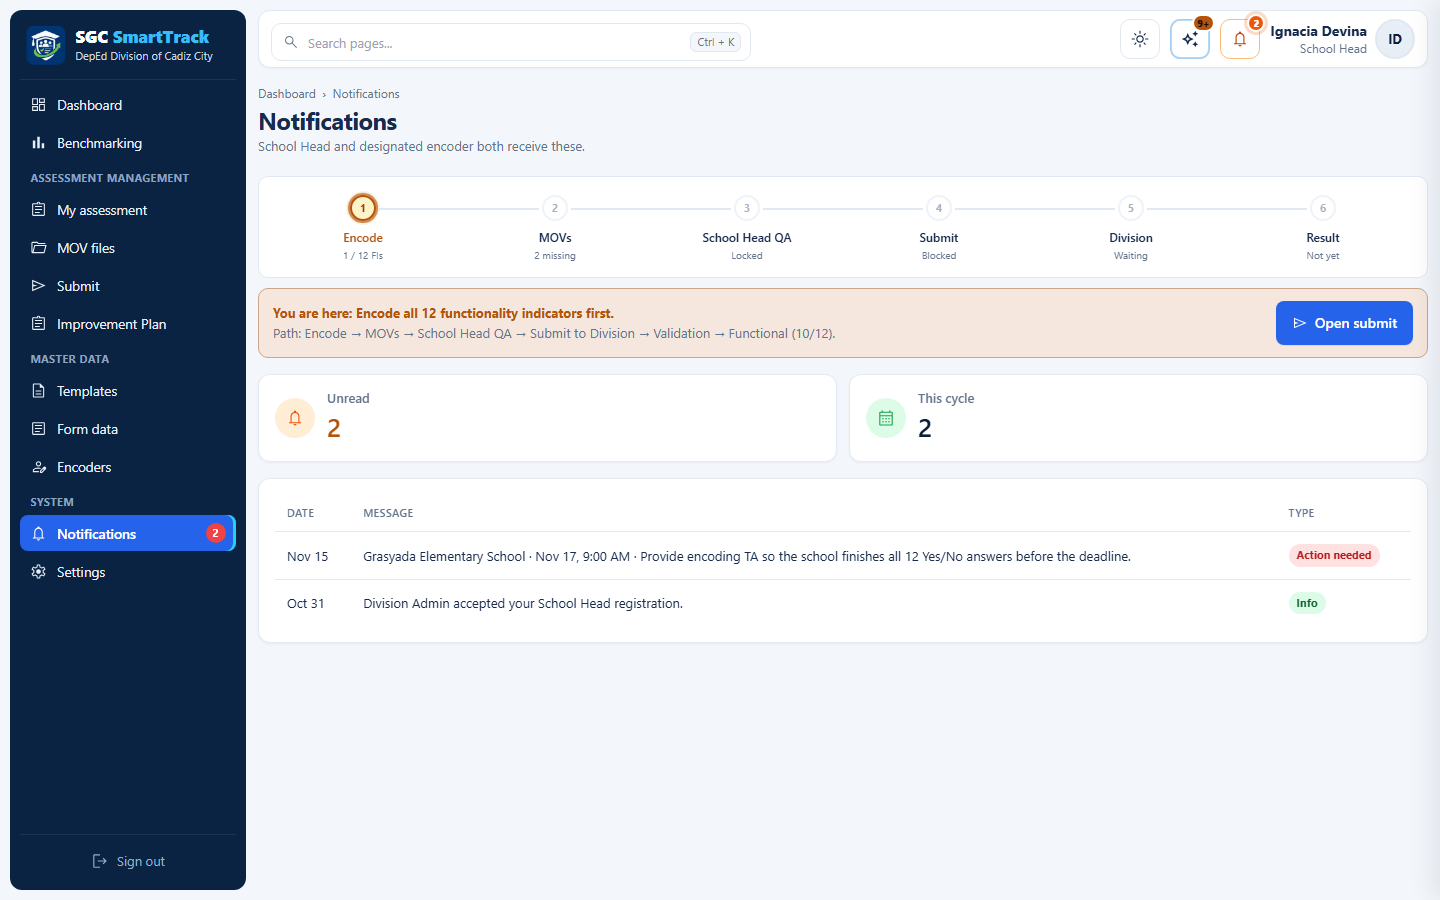 SGC SmartTrack
DepEd Division of Cadiz City
Dashboard
Benchmarking
ASSESSMENT MANAGEMENT
My assessment
MOV files
Submit
Improvement Plan
MASTER DATA
Templates
Form data
Encoders
SYSTEM
Notifications 2
Settings
Sign out
Search pages... Ctrl + K
9+
2
Ignacia Devina
School Head
ID
Dashboard › Notifications
Notifications
School Head and designated encoder both receive these.
1 2 3 4 5 6
Encode MOVs School Head QA Submit Division Result
1 / 12 FIs 2 missing Locked Blocked Waiting Not yet
You are here: Encode all 12 functionality indicators first.
Path: Encode → MOVs → School Head QA → Submit to Division → Validation → Functional (10/12).
Open submit
Unread
2
This cycle
2
DATE MESSAGE TYPE
Nov 15 Grasyada Elementary School · Nov 17, 9:00 AM · Provide encoding TA so the school finishes all 12 Yes/No answers before the deadline. Action needed
Oct 31 Division Admin accepted your School Head registration. Info